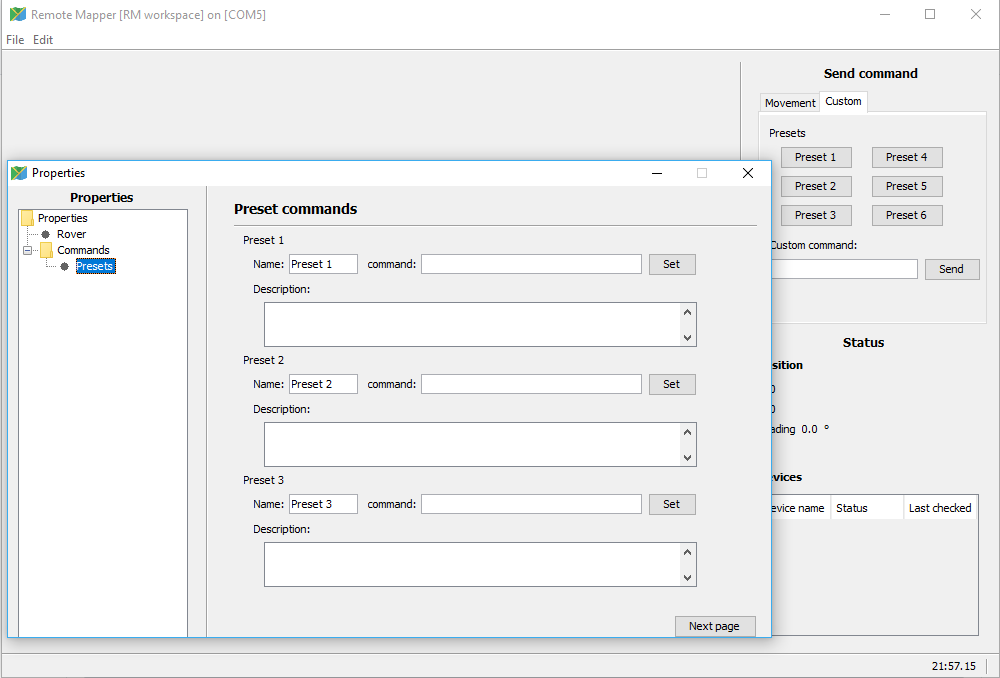 Remote Mapper [RM workspace] on [COM5]
File Edit
Send command
Movement Custom
Presets
Preset 1 Preset 4
Preset 2 Preset 5
Preset 3 Preset 6
Custom command:
Send
Status
sition
0
0
ading 0.0 °
vices
evice name Status Last checked
Properties
Properties
Properties
Rover
Commands
Presets
Preset commands
Preset 1
Name: Preset 1 command: Set
Description:
Preset 2
Name: Preset 2 command: Set
Description:
Preset 3
Name: Preset 3 command: Set
Description:
Next page
21:57.15